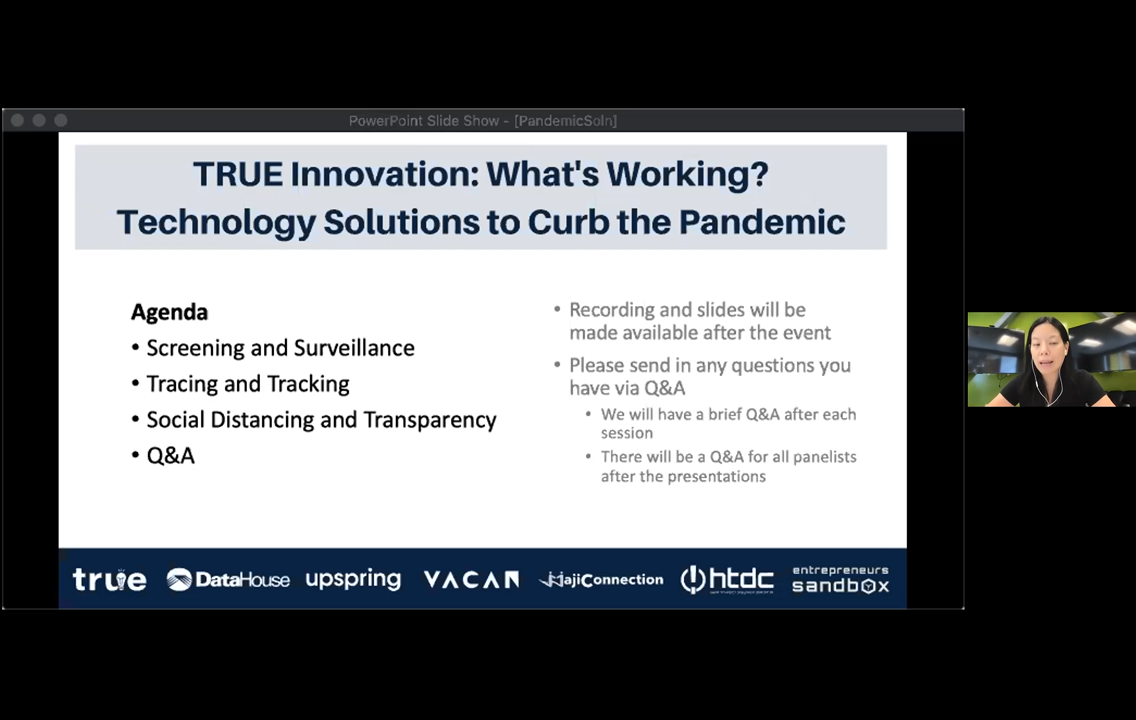 PowerPoint Slide Show - [PandemicSoln]
TRUE Innovation: What's Working?
Technology Solutions to Curb the Pandemic
Agenda
• Screening and Surveillance
• Tracing and Tracking
• Social Distancing and Transparency
• Q&A
• Recording and slides will be
made available after the event
• Please send in any questions you
have via Q&A
• We will have a brief Q&A after each
session
• There will be a Q&A for all panelists
after the presentations
true
DataHouse
upspring
VACAN
HajiConnection
htdc
entrepreneurs
sandbox